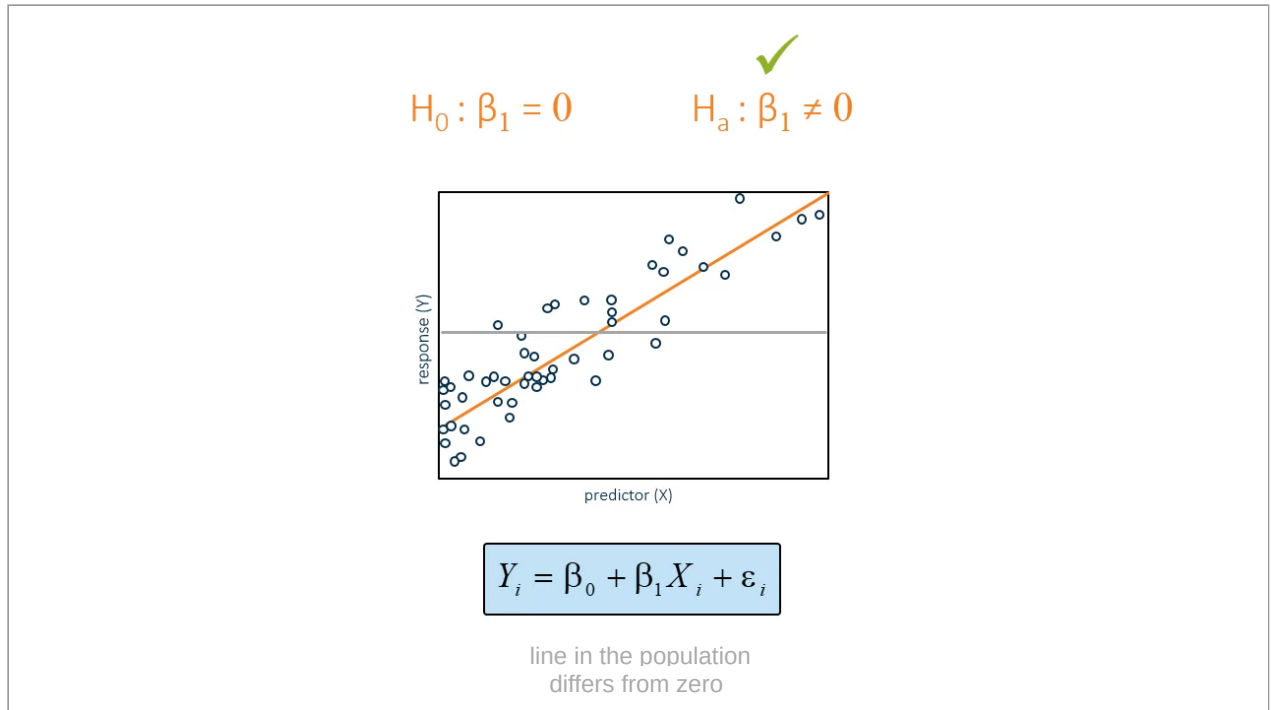 H₀ : β₁ = 0
Hₐ : β₁ ≠ 0
response (Y)
predictor (X)
Yᵢ = β₀ + β₁Xᵢ + εᵢ
line in the population
differs from zero